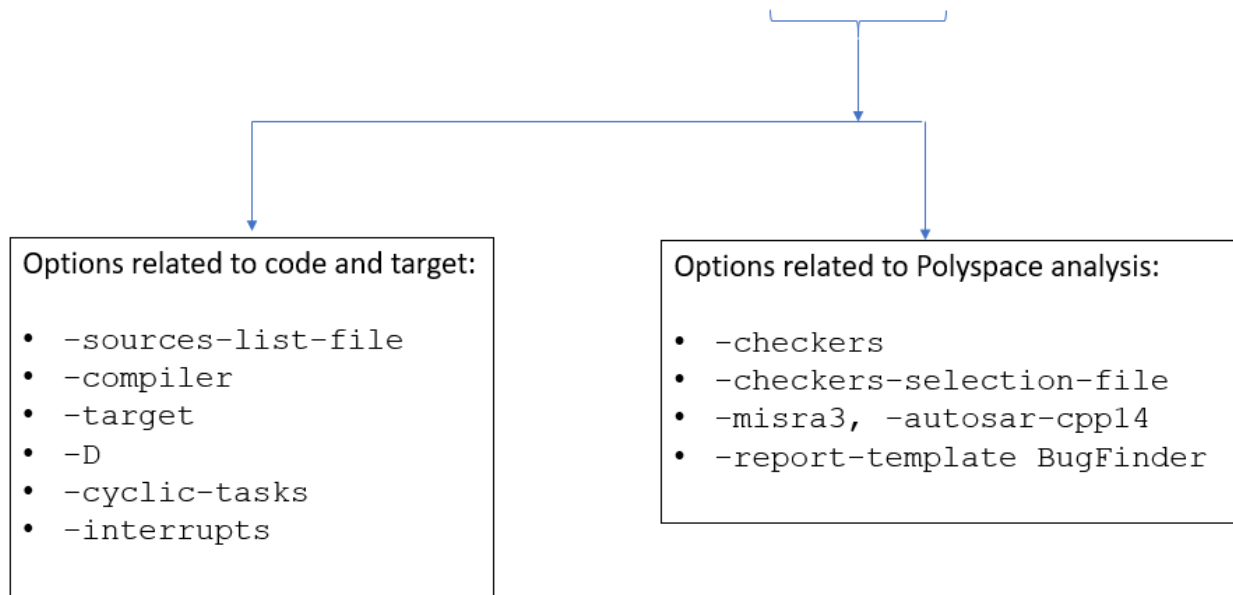 Options related to code and target:
• -sources-list-file
• -compiler
• -target
• -D
• -cyclic-tasks
• -interrupts
Options related to Polyspace analysis:
• -checkers
• -checkers-selection-file
• -misra3, -autosar-cpp14
• -report-template BugFinder